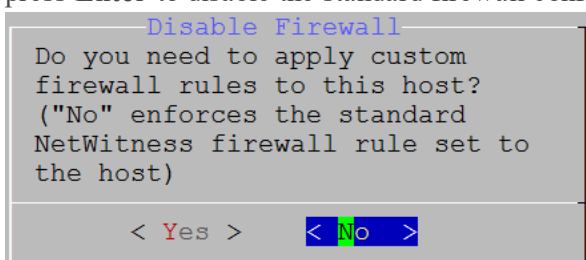 Disable Firewall
Do you need to apply custom
firewall rules to this host?
("No" enforces the standard
NetWitness firewall rule set to
the host)
< Yes > < No >